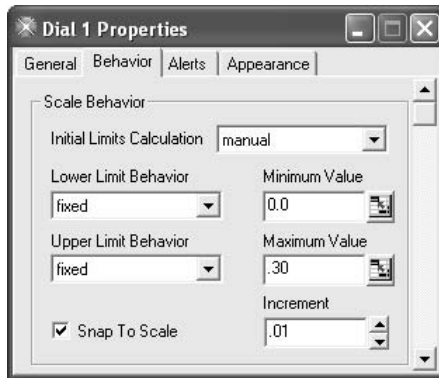 Dial 1 Properties
General Behavior Alerts Appearance
Scale Behavior
Initial Limits Calculation manual
Lower Limit Behavior Minimum Value
fixed 0.0
Upper Limit Behavior Maximum Value
fixed .30
Increment
Snap To Scale .01